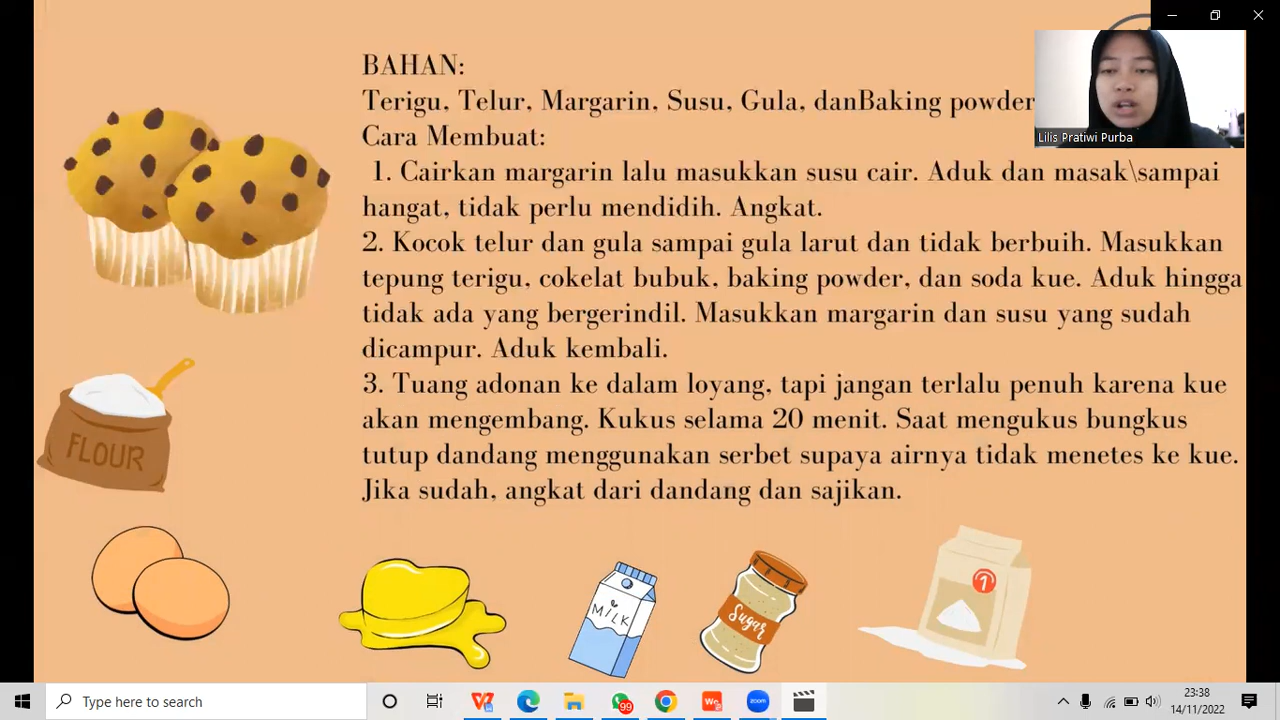 BAHAN:
Terigu, Telur, Margarin, Susu, Gula, danBaking powder
Cara Membuat:
1. Cairkan margarin lalu masukkan susu cair. Aduk dan masak\sampai
hangat, tidak perlu mendidih. Angkat.
2. Kocok telur dan gula sampai gula larut dan tidak berbuih. Masukkan
tepung terigu, cokelat bubuk, baking powder, dan soda kue. Aduk hingga
tidak ada yang bergerindil. Masukkan margarin dan susu yang sudah
dicampur. Aduk kembali.
3. Tuang adonan ke dalam loyang, tapi jangan terlalu penuh karena kue
akan mengembang. Kukus selama 20 menit. Saat mengukus bungkus
tutup dandang menggunakan serbet supaya airnya tidak menetes ke kue.
Jika sudah, angkat dari dandang dan sajikan.
Lilis Pratiwi Purba
FLOUR
MILK
Sugar
1
Type here to search
99
We
zoom
23:38
14/11/2022